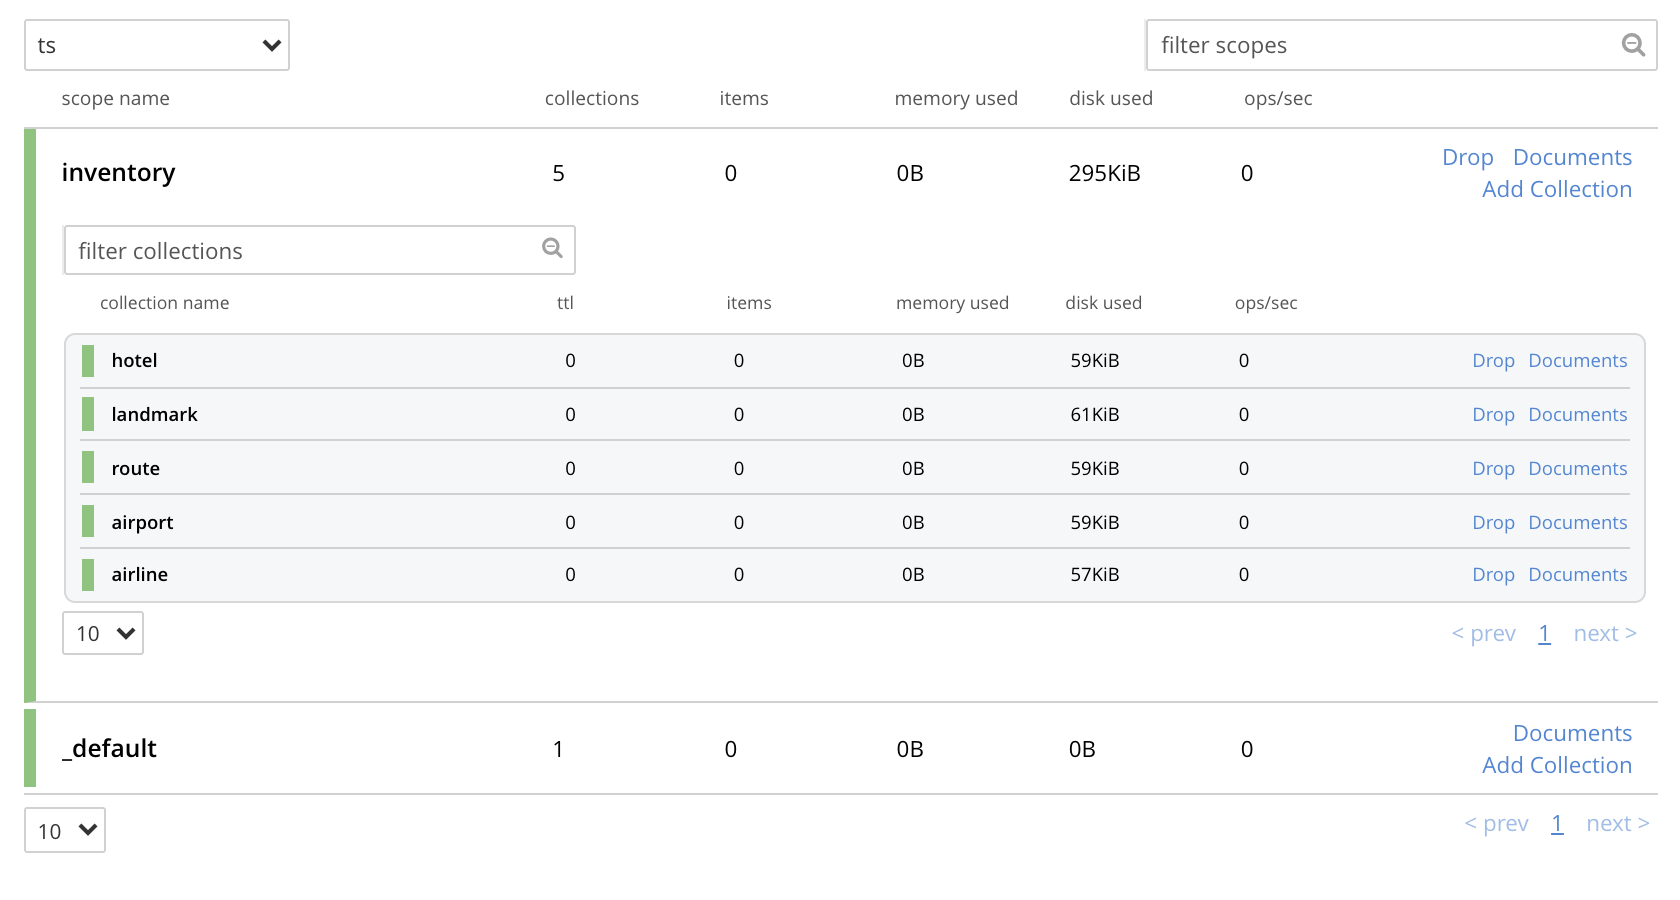 ts
filter scopes
scope name collections items memory used disk used ops/sec
inventory 5 0 0B 295KiB 0 Drop Documents
Add Collection
filter collections
collection name ttl items memory used disk used ops/sec
hotel 0 0 0B 59KiB 0 Drop Documents
landmark 0 0 0B 61KiB 0 Drop Documents
route 0 0 0B 59KiB 0 Drop Documents
airport 0 0 0B 59KiB 0 Drop Documents
airline 0 0 0B 57KiB 0 Drop Documents
10 < prev 1 next >
_default 1 0 0B 0B 0 Documents
Add Collection
10 < prev 1 next >